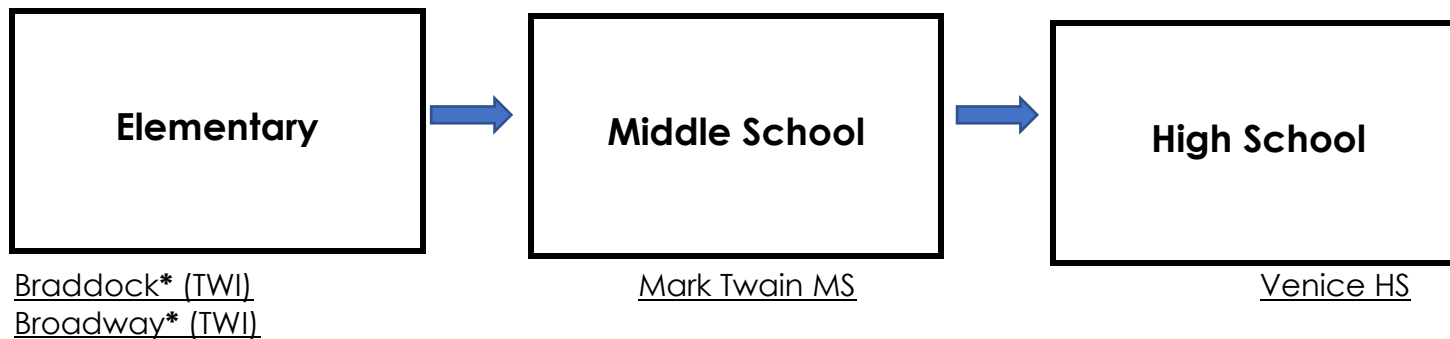 Elementary
Middle School
High School
Braddock* (TWI)
Mark Twain MS
Venice HS
Broadway* (TWI)